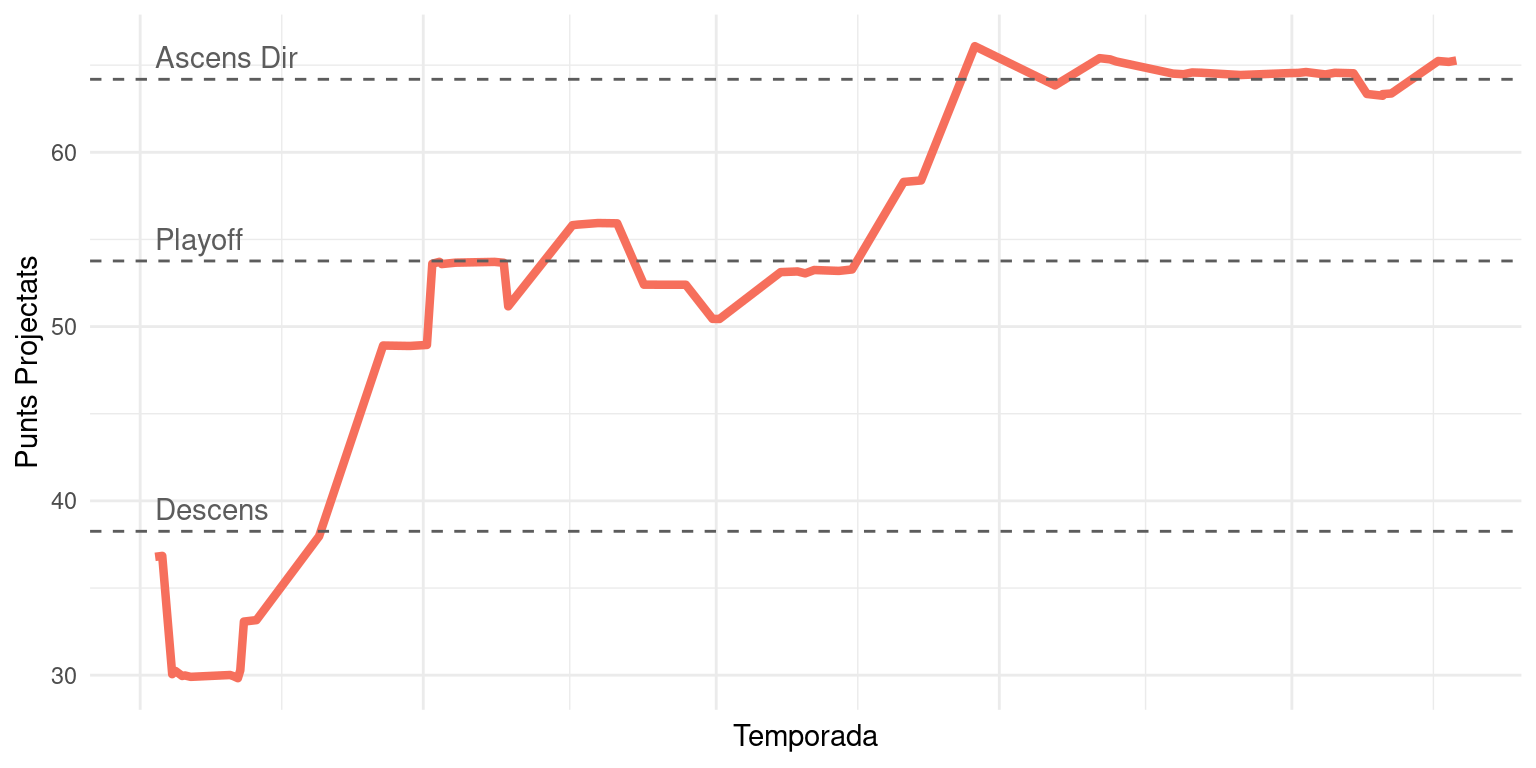 Ascens Dir
60
Playoff
50
40
Descens
30
Punts Projectats
Temporada